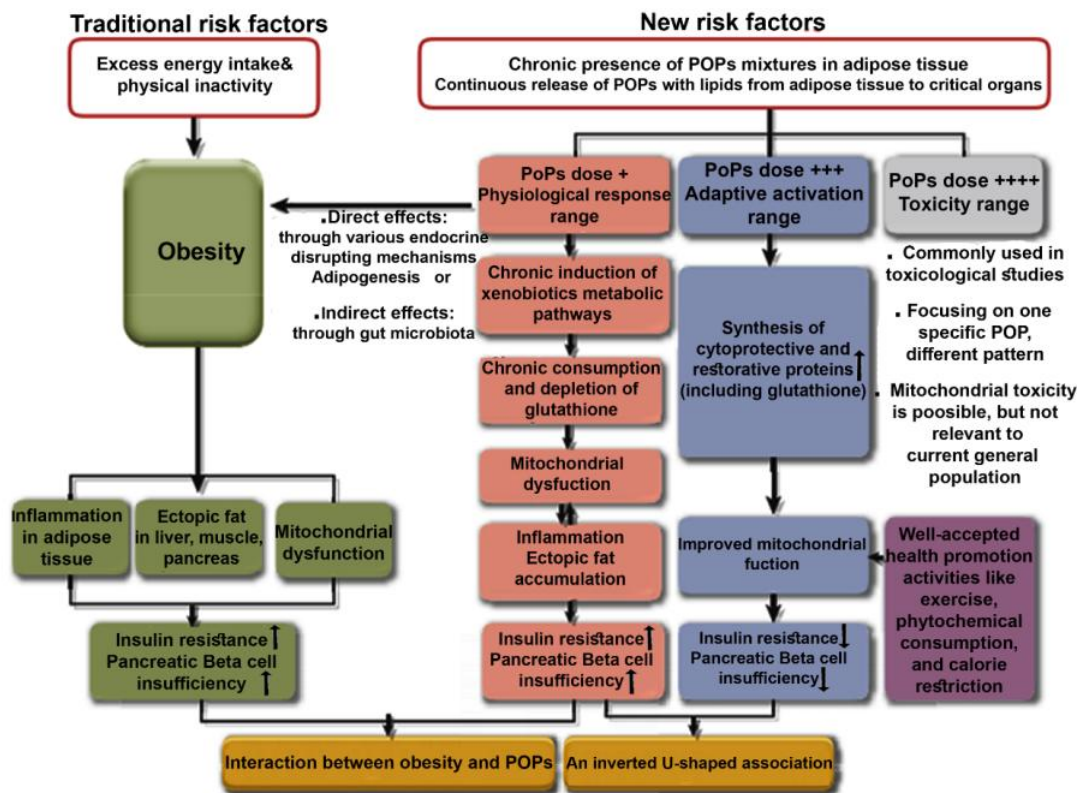 Traditional risk factors
New risk factors
Excess energy intake&
physical inactivity
Chronic presence of POPs mixtures in adipose tissue
Continuous release of POPs with lipids from adipose tissue to critical organs
PoPs dose +
Physiological response
range
PoPs dose +++
Adaptive activation
range
PoPs dose ++++
Toxicity range
Obesity
.Direct effects:
through various endocrine
disrupting mechanisms
Adipogenesis or
.Indirect effects:
through gut microbiota
Chronic induction of
xenobiotics metabolic
pathways
Synthesis of
cytoprotective and
restorative proteins
(including glutathione)
. Commonly used in
toxicological studies
. Focusing on one
specific POP,
different pattern
. Mitochondrial toxicity
is poosible, but not
relevant to
current general
population
Chronic consumption
and depletion of
glutathione
Mitochondrial
dysfuction
Inflammation
in adipose
tissue
Ectopic fat
in liver, muscle,
pancreas
Mitochondrial
dysfunction
Inflammation
Ectopic fat
accumulation
Improved mitochondrial
fuction
Well-accepted
health promotion
activities like
exercise,
phytochemical
consumption,
and calorie
restriction
Insulin resistance
Pancreatic Beta cell
insufficiency
Insulin resistance
Pancreatic Beta cell
insufficiency
Insulin resistance
Pancreatic Beta cell
insufficiency
Interaction between obesity and POPs
An inverted U-shaped association